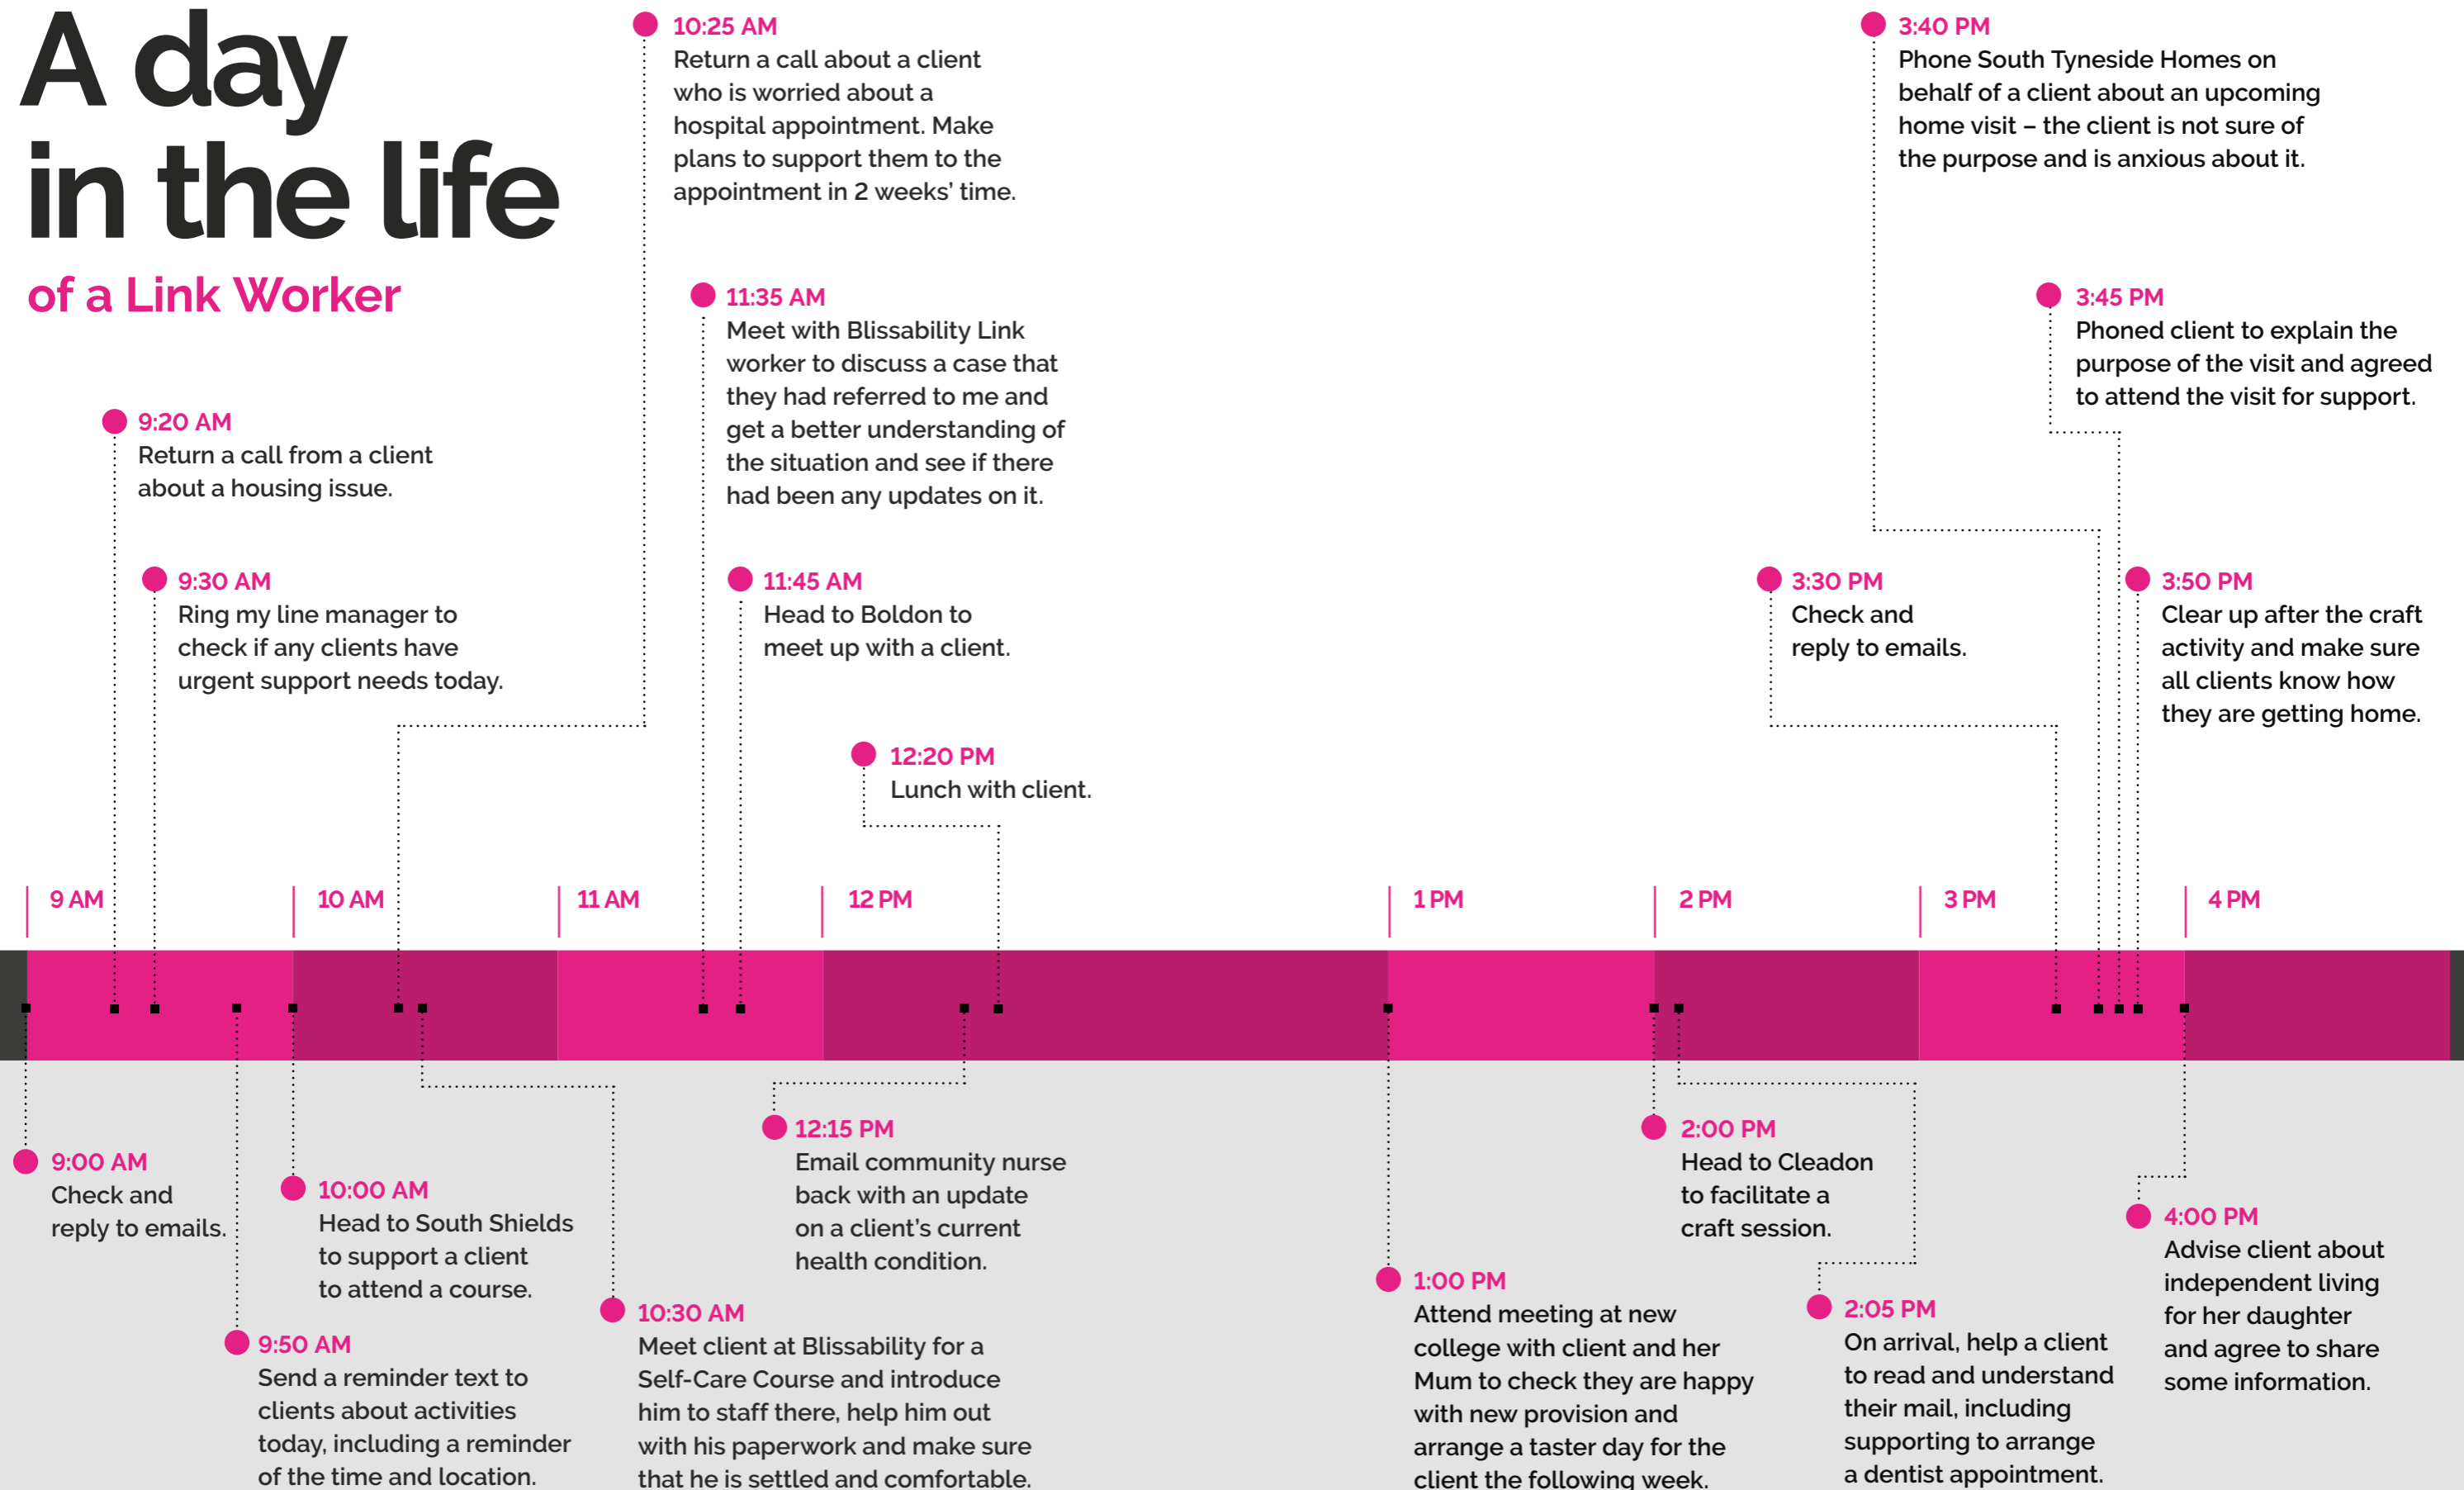 A day
in the life
of a Link Worker
9:20 AM
Return a call from a client
about a housing issue.
9:30 AM
Ring my line manager to
check if any clients have
urgent support needs today.
10:25 AM
Return a call about a client
who is worried about a
hospital appointment. Make
plans to support them to the
appointment in 2 weeks’ time.
11:35 AM
Meet with Blissability Link
worker to discuss a case that
they had referred to me and
get a better understanding of
the situation and see if there
had been any updates on it.
11:45 AM
Head to Boldon to
meet up with a client.
12:20 PM
Lunch with client.
3:40 PM
Phone South Tyneside Homes on
behalf of a client about an upcoming
home visit – the client is not sure of
the purpose and is anxious about it.
3:45 PM
Phoned client to explain the
purpose of the visit and agreed
to attend the visit for support.
3:30 PM
Check and
reply to emails.
3:50 PM
Clear up after the craft
activity and make sure
all clients know how
they are getting home.
9 AM
10 AM
11 AM
12 PM
1 PM
2 PM
3 PM
4 PM
9:00 AM
Check and
reply to emails.
9:50 AM
Send a reminder text to
clients about activities
today, including a reminder
of the time and location.
10:00 AM
Head to South Shields
to support a client
to attend a course.
10:30 AM
Meet client at Blissability for a
Self-Care Course and introduce
him to staff there, help him out
with his paperwork and make sure
that he is settled and comfortable.
12:15 PM
Email community nurse
back with an update
on a client’s current
health condition.
1:00 PM
Attend meeting at new
college with client and her
Mum to check they are happy
with new provision and
arrange a taster day for the
client the following week.
2:00 PM
Head to Cleadon
to facilitate a
craft session.
2:05 PM
On arrival, help a client
to read and understand
their mail, including
supporting to arrange
a dentist appointment.
4:00 PM
Advise client about
independent living
for her daughter
and agree to share
some information.